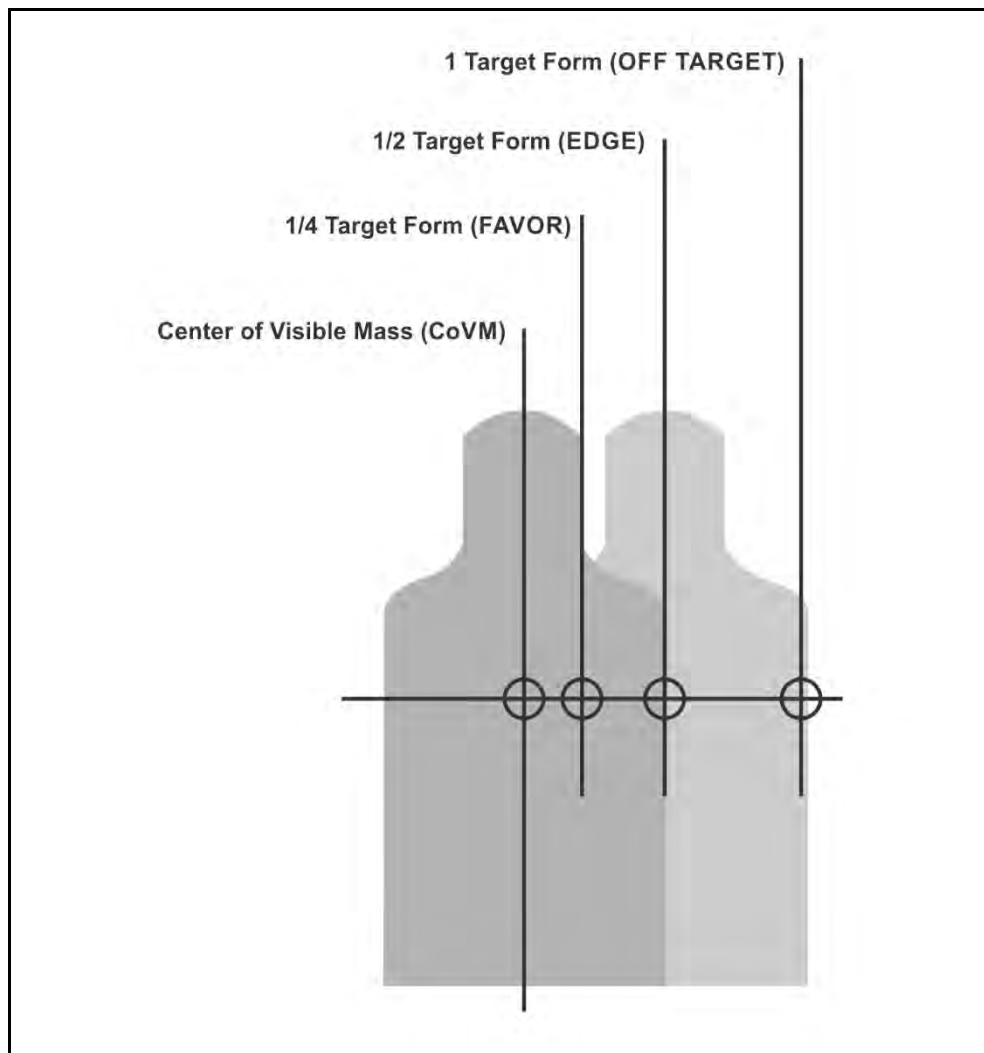 1 Target Form (OFF TARGET)
1/2 Target Form (EDGE)
1/4 Target Form (FAVOR)
Center of Visible Mass (CoVM)